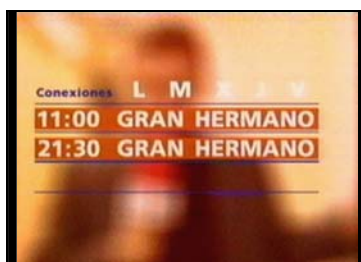 Conexiones L M X J V
11:00 GRAN HERMANO
21:30 GRAN HERMANO